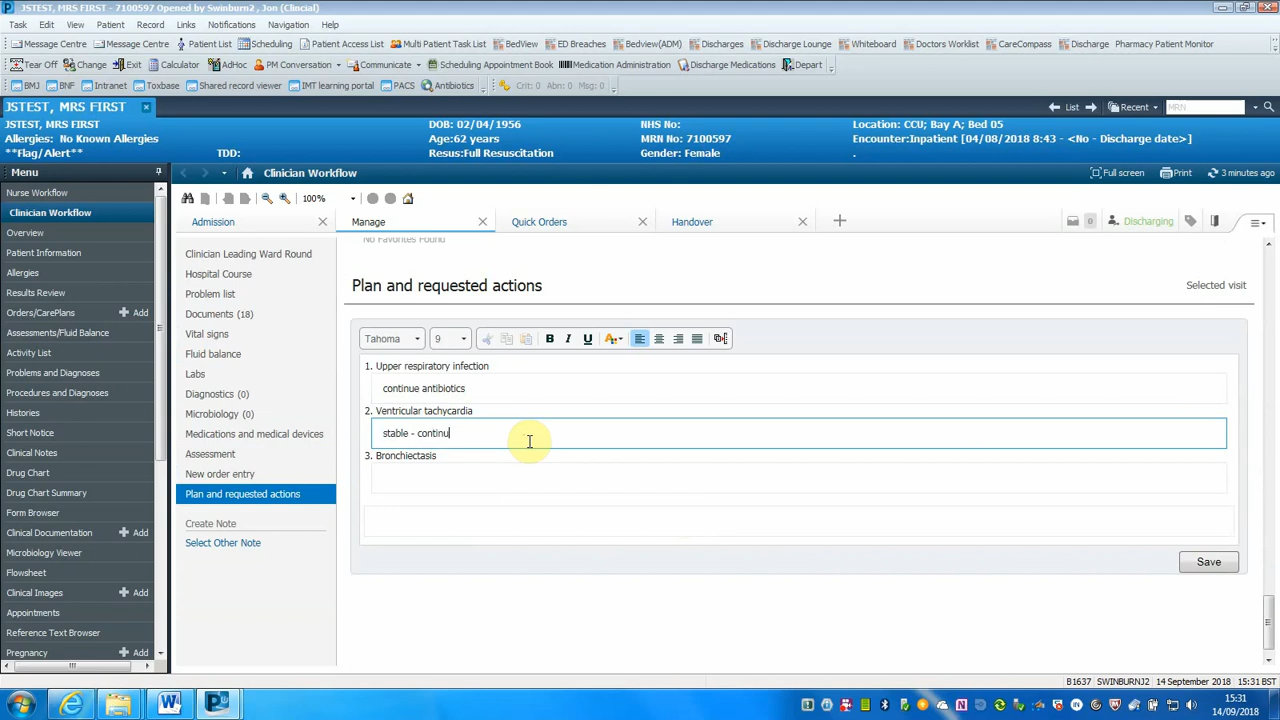 JSTEST, MRS FIRST - 7100597 Opened by Swinburn2 , Jon (Clincial)
Task Edit View Patient Record Links Notifications Navigation Help
Message Centre Message Centre Patient List Scheduling Patient Access List Multi Patient Task List BedView ED Breaches Bedview(ADM) Discharges Discharge Lounge Whiteboard Doctors Worklist CareCompass Discharge Pharmacy Patient Monitor
Tear Off Change Exit Calculator AdHoc PM Conversation Communicate Scheduling Appointment Book Medication Administration Discharge Medications Depart
BMJ BNF Intranet Toxbase Shared record viewer IMT learning portal PACS Antibiotics Crit: 0 Abn: 0 Msg: 0
JSTEST, MRS FIRST List Recent MRN
JSTEST, MRS FIRST DOB: 02/04/1956 NHS No: Location: CCU; Bay A; Bed 05
Allergies: No Known Allergies Age:62 years MRN No: 7100597 Encounter:Inpatient [04/08/2018 8:43 - <No - Discharge date>]
**Flag/Alert** TDD: Resus:Full Resuscitation Gender: Female .
Menu Clinician Workflow Full screen Print 3 minutes ago
Nurse Workflow
Clinician Workflow
Overview
Patient Information
Allergies
Results Review
Orders/CarePlans Add
Assessments/Fluid Balance
Activity List
Problems and Diagnoses
Procedures and Diagnoses
Histories
Short Notice
Clinical Notes
Drug Chart
Drug Chart Summary
Form Browser
Clinical Documentation Add
Microbiology Viewer
Flowsheet
Clinical Images Add
Appointments
Reference Text Browser
Pregnancy Add
100%
Admission Manage Quick Orders Handover 0 Discharging
Clinician Leading Ward Round
Hospital Course
Problem list
Documents (18)
Vital signs
Fluid balance
Labs
Diagnostics (0)
Microbiology (0)
Medications and medical devices
Assessment
New order entry
Plan and requested actions
Create Note
Select Other Note
No Favorites Found
Plan and requested actions Selected visit
Tahoma 9 B I U A
1. Upper respiratory infection
continue antibiotics
2. Ventricular tachycardia
stable - continu
3. Bronchiectasis
Save
B1637 SWINBURNJ2 14 September 2018 15:31 BST
15:31
14/09/2018